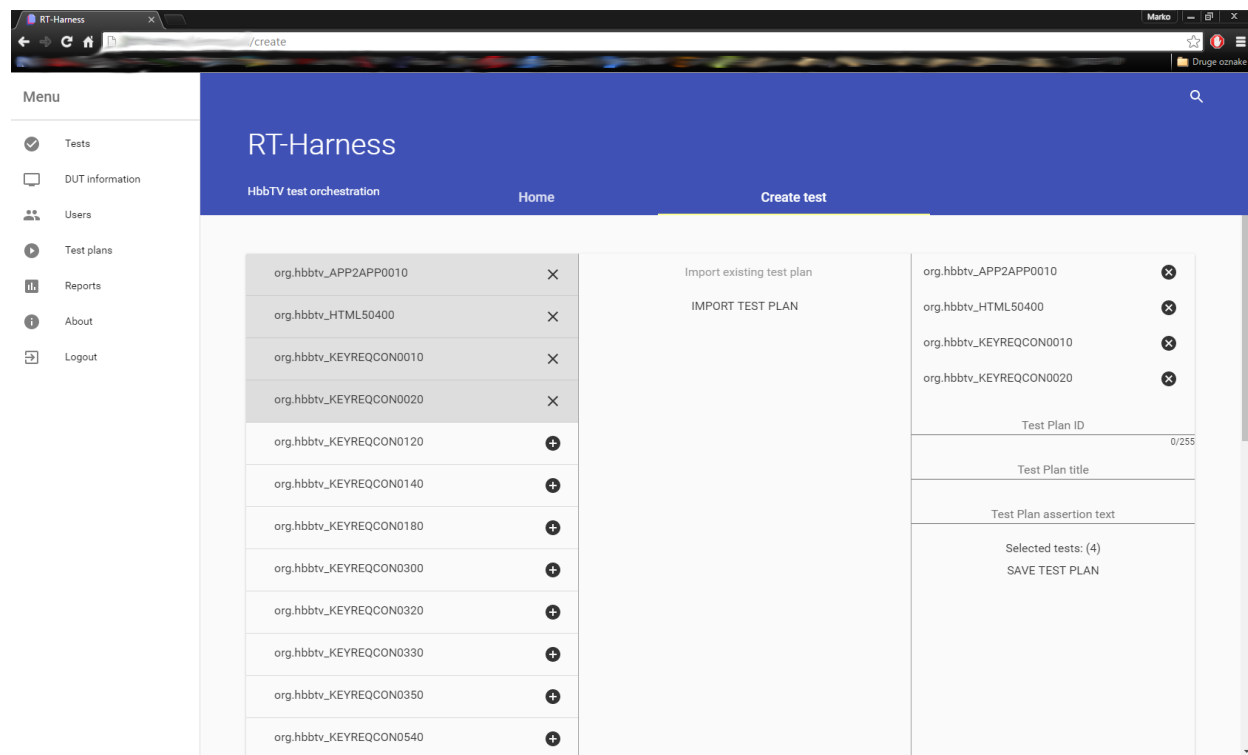 RT-Harness
Marko
/create
Druge oznake
Menu
Tests
DUT information
Users
Test plans
Reports
About
Logout
RT-Harness
HbbTV test orchestration
Home
Create test
org.hbbtv_APP2APP0010
org.hbbtv_HTML50400
org.hbbtv_KEYREQCON0010
org.hbbtv_KEYREQCON0020
org.hbbtv_KEYREQCON0120
org.hbbtv_KEYREQCON0140
org.hbbtv_KEYREQCON0180
org.hbbtv_KEYREQCON0300
org.hbbtv_KEYREQCON0320
org.hbbtv_KEYREQCON0330
org.hbbtv_KEYREQCON0350
org.hbbtv_KEYREQCON0540
Import existing test plan
IMPORT TEST PLAN
org.hbbtv_APP2APP0010
org.hbbtv_HTML50400
org.hbbtv_KEYREQCON0010
org.hbbtv_KEYREQCON0020
Test Plan ID
0/255
Test Plan title
Test Plan assertion text
Selected tests: (4)
SAVE TEST PLAN